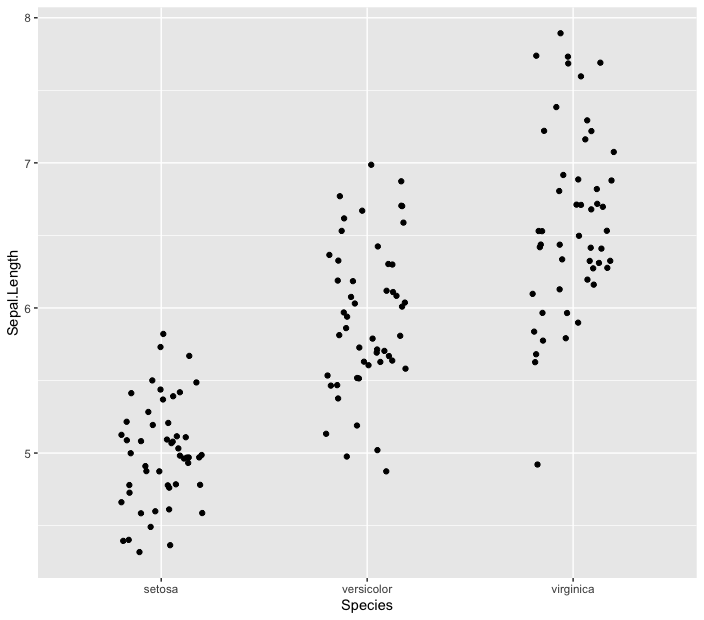 8
7
6
5
Sepal.Length
setosa
versicolor
virginica
Species